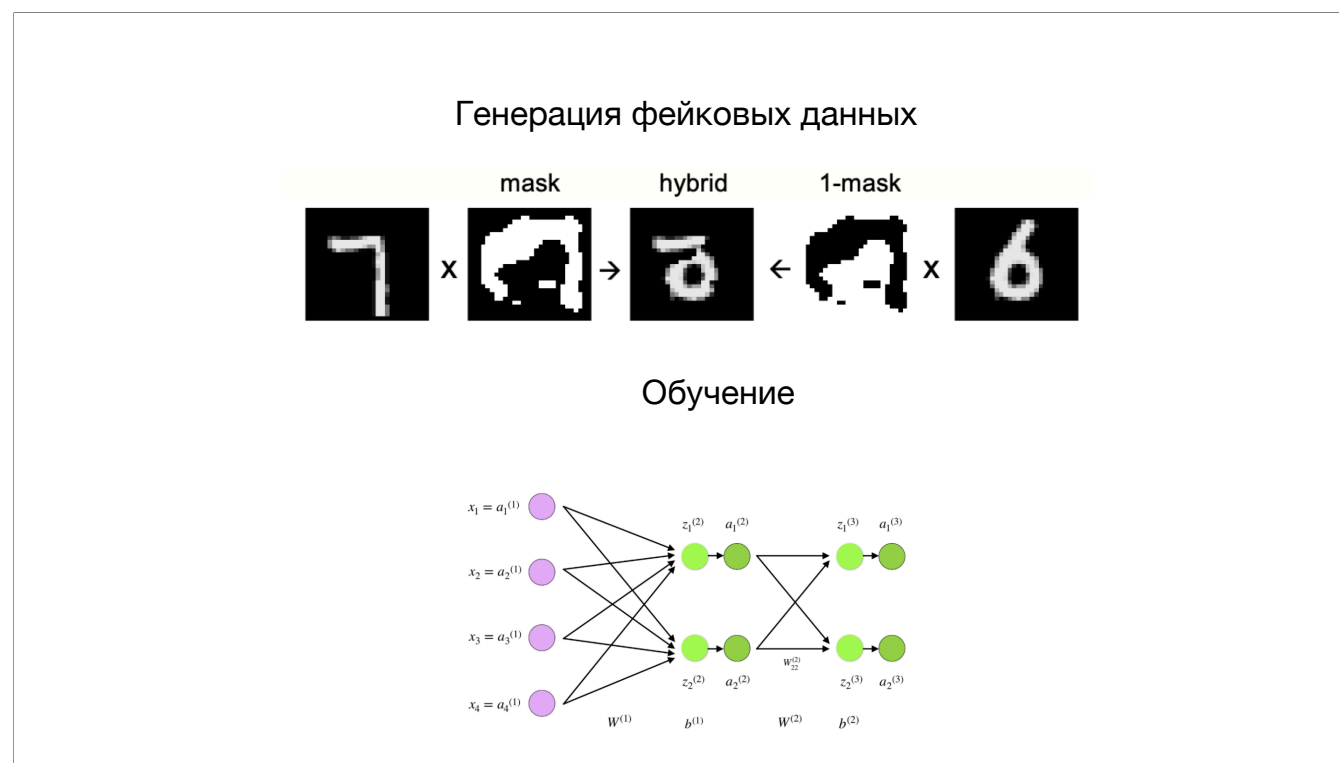 Генерация фейковых данных
mask hybrid 1-mask
x → ← x
Обучение
x₁ = a₁⁽¹⁾
z₁⁽²⁾ a₁⁽²⁾ z₁⁽³⁾ a₁⁽³⁾
x₂ = a₂⁽¹⁾
x₃ = a₃⁽¹⁾
W₂₂⁽²⁾
z₂⁽²⁾ a₂⁽²⁾ z₂⁽³⁾ a₂⁽³⁾
x₄ = a₄⁽¹⁾
W⁽¹⁾ b⁽¹⁾ W⁽²⁾ b⁽²⁾